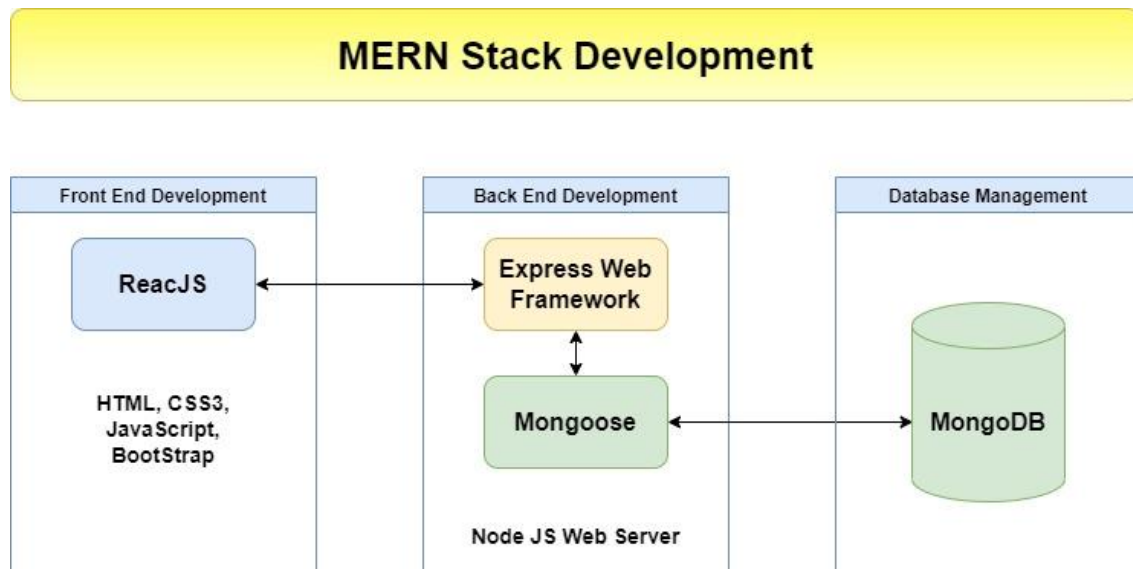 MERN Stack Development
Front End Development
ReacJS
HTML, CSS3,
JavaScript,
BootStrap
Back End Development
Express Web
Framework
Mongoose
Node JS Web Server
Database Management
MongoDB